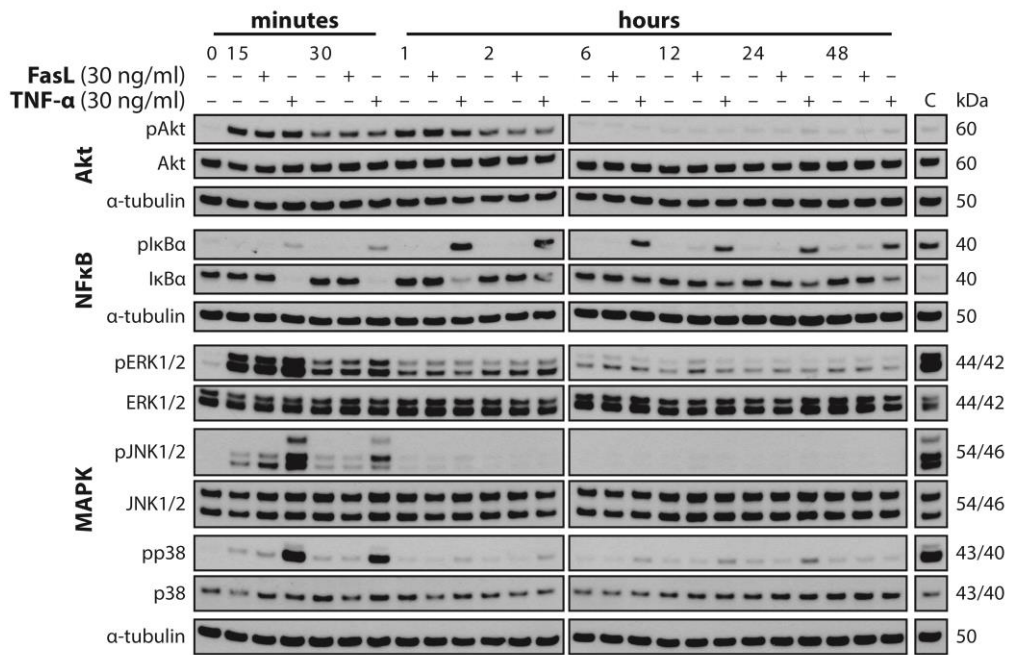 minutes hours
0 15 30 1 2 6 12 24 48
FasL (30 ng/ml) – – + – – + – – + – – + – – + – – + – – + – – + –
TNF-α (30 ng/ml) – – – + – – + – – + – – + – – + – – + – – + – – + C kDa
Akt
pAkt 60
Akt 60
α-tubulin 50
NFκB
pIκBα 40
IκBα 40
α-tubulin 50
MAPK
pERK1/2 44/42
ERK1/2 44/42
pJNK1/2 54/46
JNK1/2 54/46
pp38 43/40
p38 43/40
α-tubulin 50